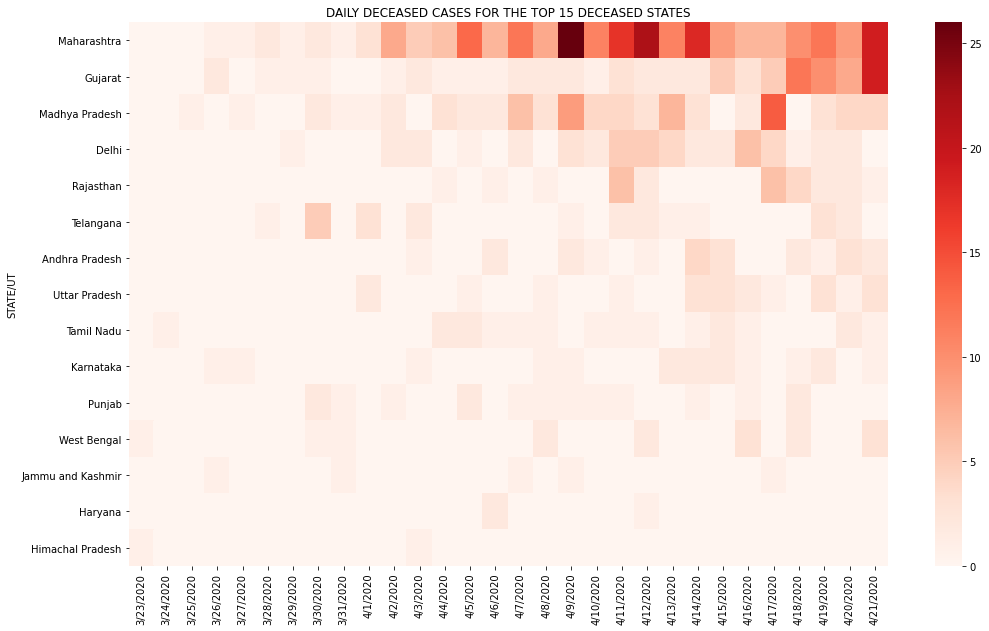 DAILY DECEASED CASES FOR THE TOP 15 DECEASED STATES
STATE/UT
Maharashtra
Gujarat
Madhya Pradesh
Delhi
Rajasthan
Telangana
Andhra Pradesh
Uttar Pradesh
Tamil Nadu
Karnataka
Punjab
West Bengal
Jammu and Kashmir
Haryana
Himachal Pradesh
3/23/2020
3/24/2020
3/25/2020
3/26/2020
3/27/2020
3/28/2020
3/29/2020
3/30/2020
3/31/2020
4/1/2020
4/2/2020
4/3/2020
4/4/2020
4/5/2020
4/6/2020
4/7/2020
4/8/2020
4/9/2020
4/10/2020
4/11/2020
4/12/2020
4/13/2020
4/14/2020
4/15/2020
4/16/2020
4/17/2020
4/18/2020
4/19/2020
4/20/2020
4/21/2020
25
20
15
10
5
0